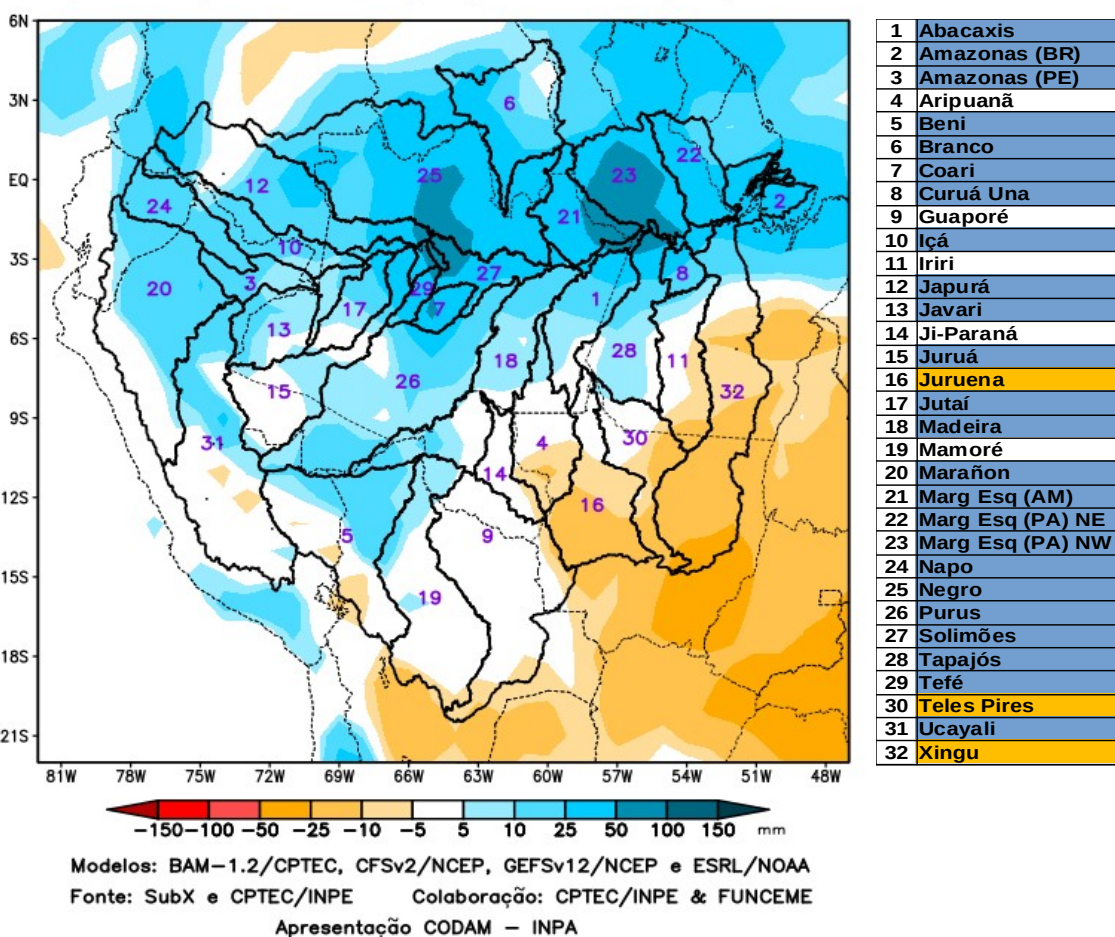 6N
3N
EQ
3S
6S
9S
12S
15S
18S
21S
81W 78W 75W 72W 69W 66W 63W 60W 57W 54W 51W 48W
6
22
25
23
12
2
24
21
10
8
3
27
20
29
1
7
17
13
28
11
18
26
15
32
31
4
30
14
16
5
9
19
1 Abacaxis
2 Amazonas (BR)
3 Amazonas (PE)
4 Aripuanã
5 Beni
6 Branco
7 Coari
8 Curuá Una
9 Guaporé
10 Içá
11 Iriri
12 Japurá
13 Javari
14 Ji-Paraná
15 Juruá
16 Juruena
17 Jutaí
18 Madeira
19 Mamoré
20 Marañon
21 Marg Esq (AM)
22 Marg Esq (PA) NE
23 Marg Esq (PA) NW
24 Napo
25 Negro
26 Purus
27 Solimões
28 Tapajós
29 Tefé
30 Teles Pires
31 Ucayali
32 Xingu
-150 -100 -50 -25 -10 -5 5 10 25 50 100 150 mm
Modelos: BAM-1.2/CPTEC, CFSv2/NCEP, GEFSv12/NCEP e ESRL/NOAA
Fonte: SubX e CPTEC/INPE Colaboração: CPTEC/INPE & FUNCEME
Apresentação CODAM - INPA